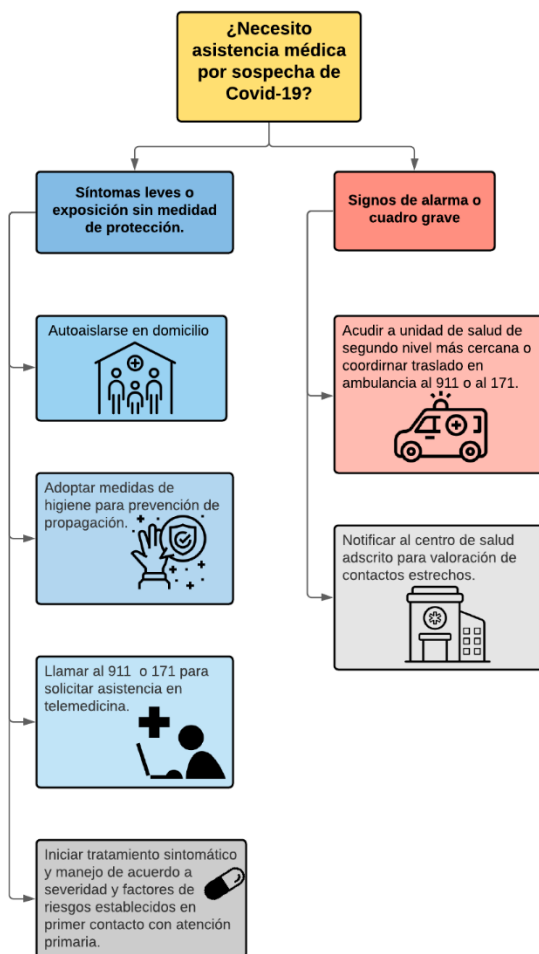 ¿Necesito
asistencia médica
por sospecha de
Covid-19?
Síntomas leves o
exposición sin medidad
de protección.
Signos de alarma o
cuadro grave
Autoaislarse en domicilio
Acudir a unidad de salud de
segundo nivel más cercana o
coordirnar traslado en
ambulancia al 911 o al 171.
Adoptar medidas de
higiene para prevención de
propagación.
Notificar al centro de salud
adscrito para valoración de
contactos estrechos.
Llamar al 911 o 171 para
solicitar asistencia en
telemedicina.
Iniciar tratamiento sintomático
y manejo de acuerdo a
severidad y factores de
riesgos establecidos en
primer contacto con atención
primaria.